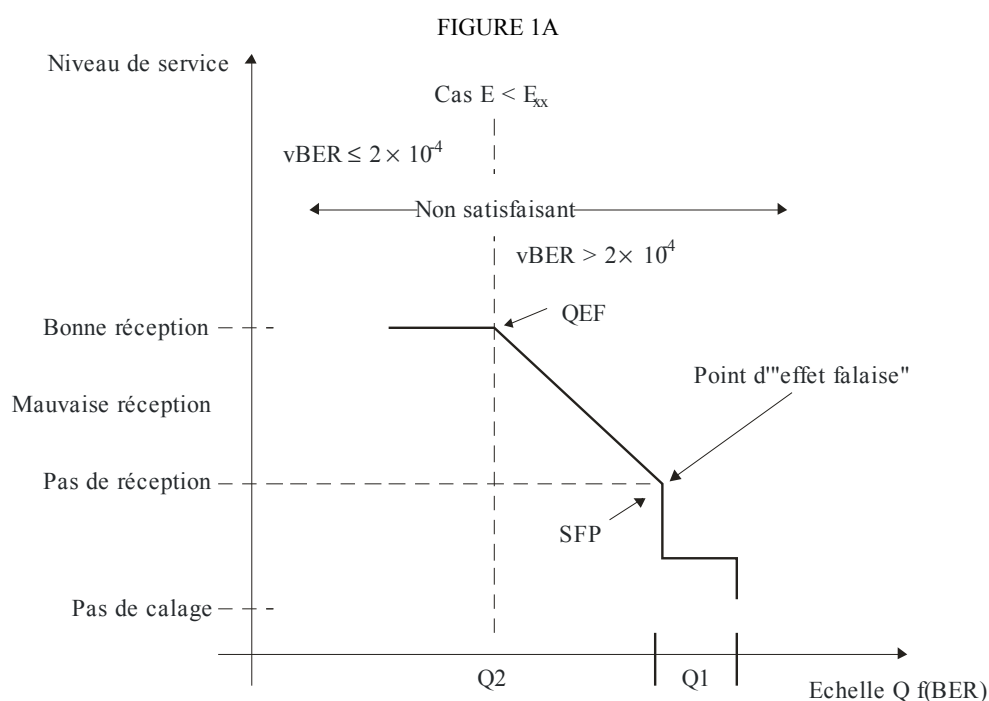 FIGURE 1A
Niveau de service
Cas E < Exx
vBER ≤ 2 × 10-4
Non satisfaisant
vBER > 2 × 10-4
QEF
Bonne réception
Point d'"effet falaise"
Mauvaise réception
Pas de réception
SFP
Pas de calage
Q2
Q1
Echelle Q f(BER)